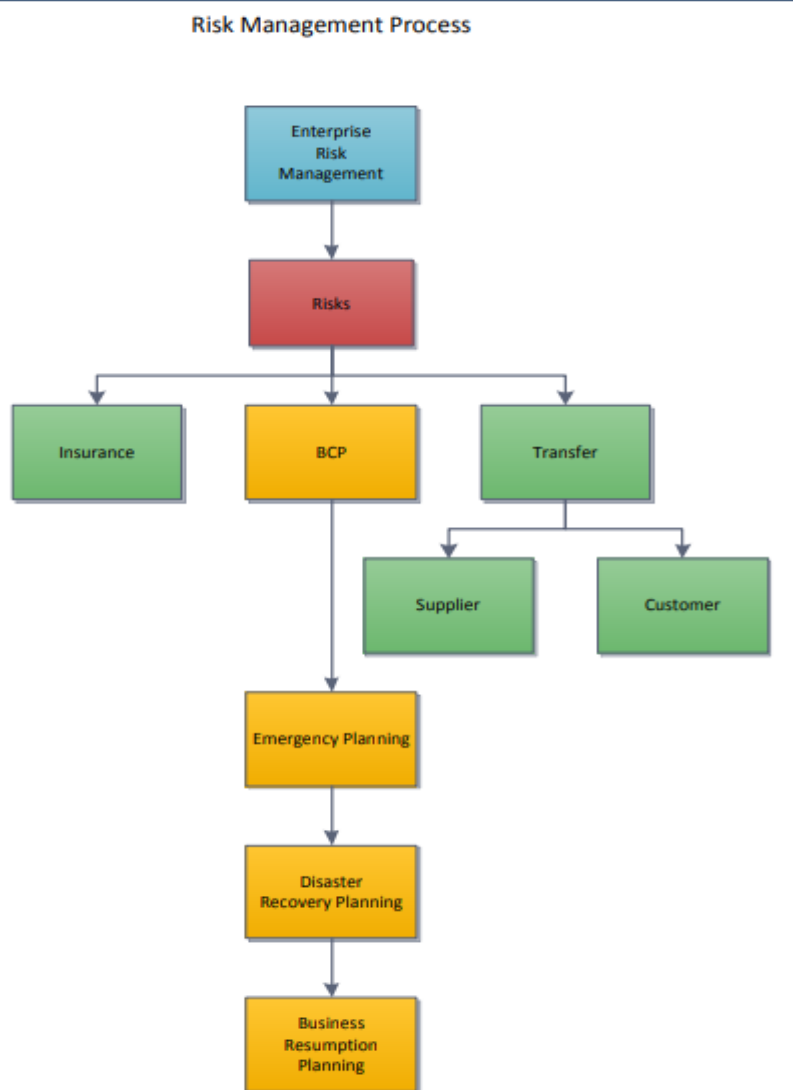 Risk Management Process
Enterprise
Risk
Management
Risks
Insurance
BCP
Transfer
Supplier
Customer
Emergency Planning
Disaster
Recovery Planning
Business
Resumption
Planning